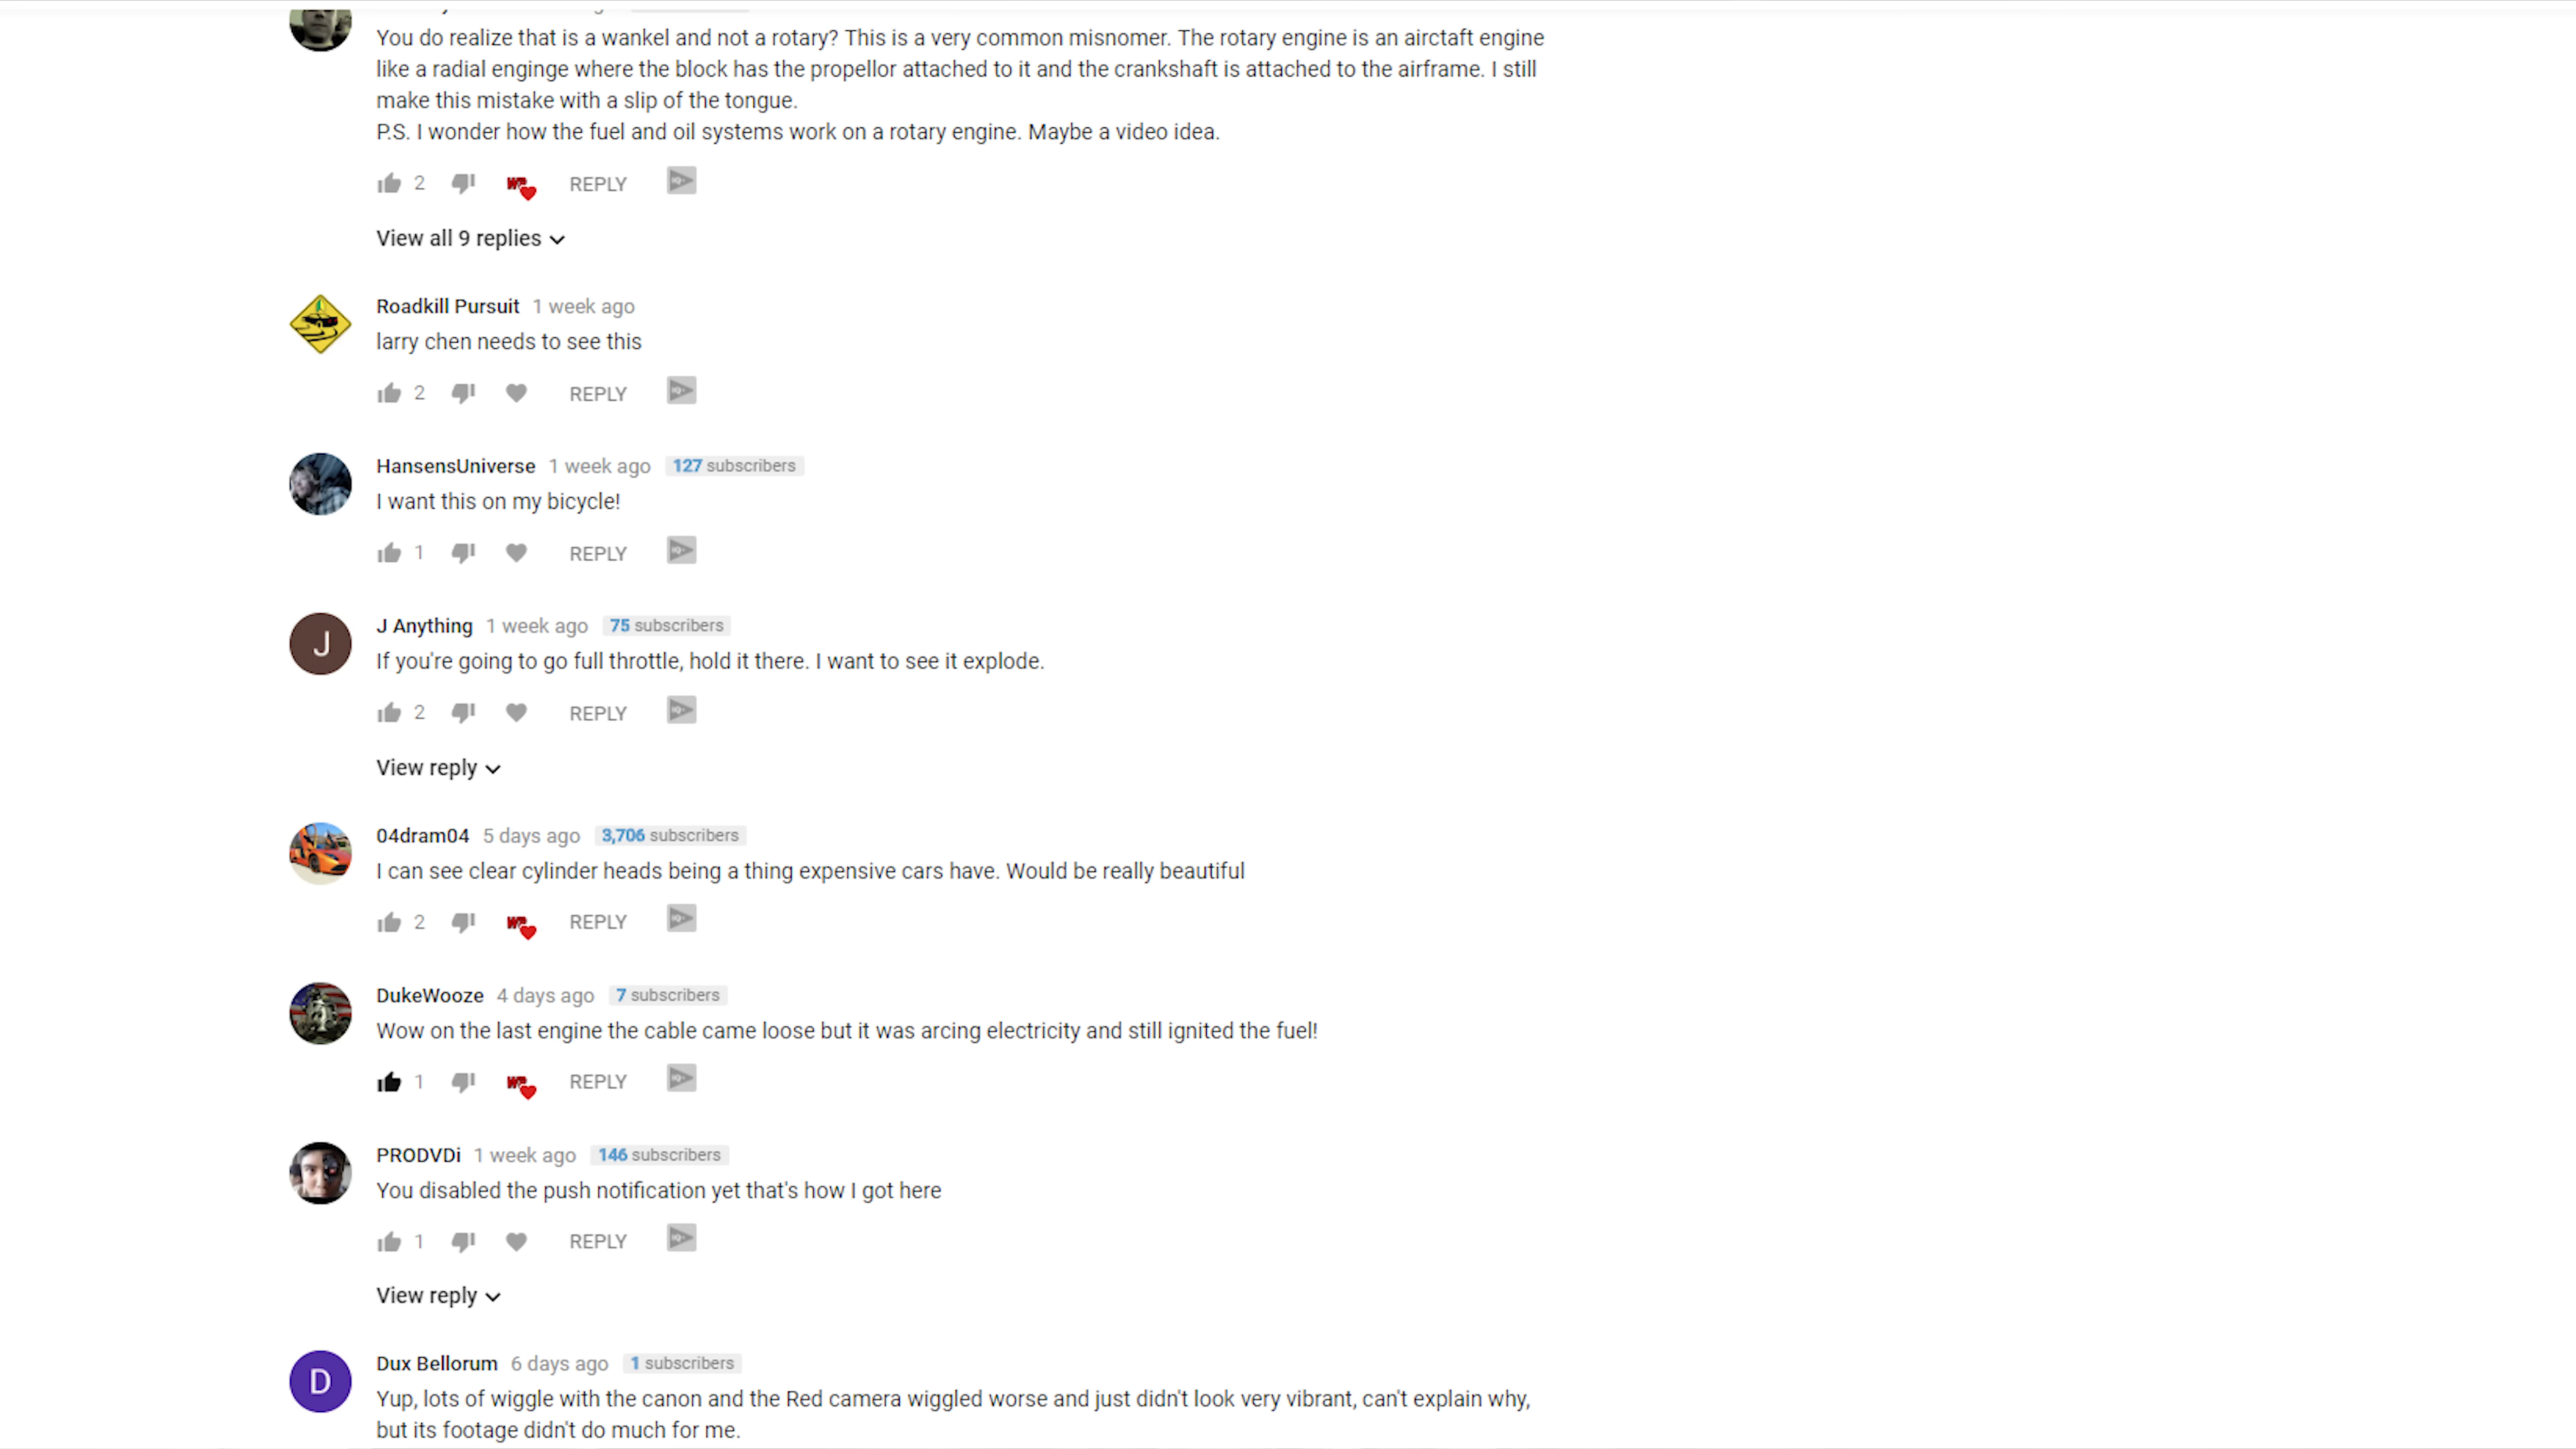 You do realize that is a wankel and not a rotary? This is a very common misnomer. The rotary engine is an airctaft engine
like a radial enginge where the block has the propellor attached to it and the crankshaft is attached to the airframe. I still
make this mistake with a slip of the tongue.
P.S. I wonder how the fuel and oil systems work on a rotary engine. Maybe a video idea.
2 REPLY
View all 9 replies
Roadkill Pursuit 1 week ago
larry chen needs to see this
2 REPLY
HansensUniverse 1 week ago 127 subscribers
I want this on my bicycle!
1 REPLY
J
J Anything 1 week ago 75 subscribers
If you're going to go full throttle, hold it there. I want to see it explode.
2 REPLY
View reply
04dram04 5 days ago 3,706 subscribers
I can see clear cylinder heads being a thing expensive cars have. Would be really beautiful
2 REPLY
DukeWooze 4 days ago 7 subscribers
Wow on the last engine the cable came loose but it was arcing electricity and still ignited the fuel!
1 REPLY
PRODVDi 1 week ago 146 subscribers
You disabled the push notification yet that's how I got here
1 REPLY
View reply
D
Dux Bellorum 6 days ago 1 subscribers
Yup, lots of wiggle with the canon and the Red camera wiggled worse and just didn't look very vibrant, can't explain why,
but its footage didn't do much for me.